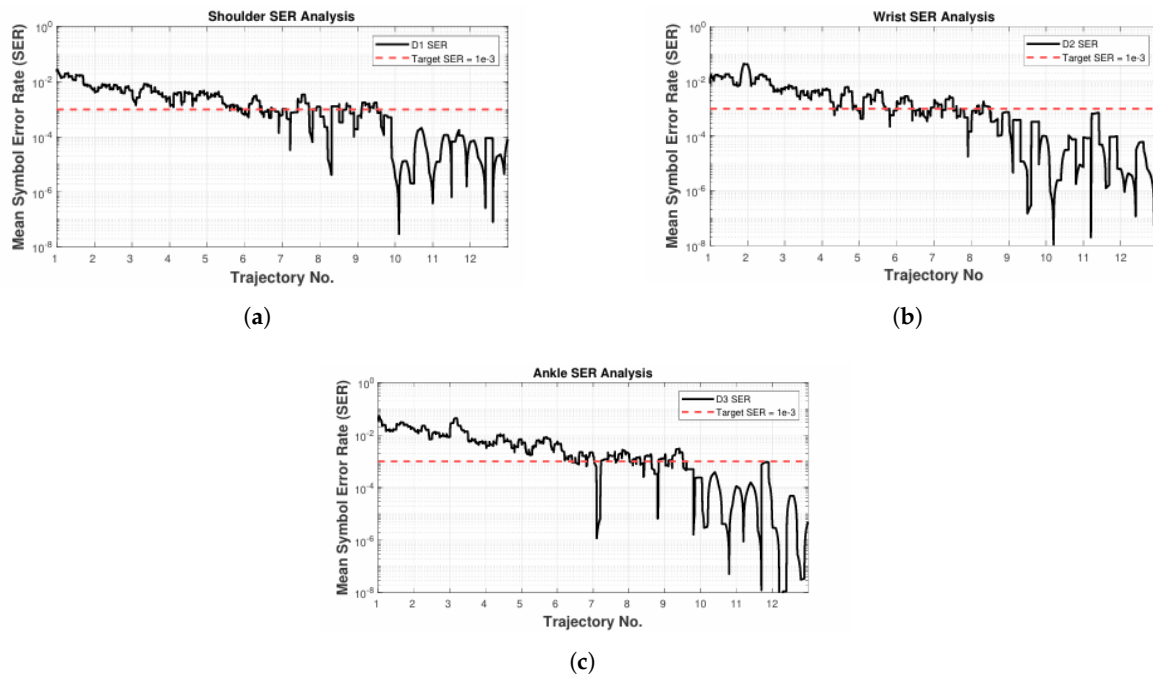 Shoulder SER Analysis
Mean Symbol Error Rate (SER)
10^0
10^-2
10^-4
10^-6
10^-8
D1 SER
Target SER = 1e-3
1 2 3 4 5 6 7 8 9 10 11 12
Trajectory No.
(a)
Wrist SER Analysis
Mean Symbol Error Rate (SER)
10^0
10^-2
10^-4
10^-6
10^-8
D2 SER
Target SER = 1e-3
1 2 3 4 5 6 7 8 9 10 11 12
Trajectory No
(b)
Ankle SER Analysis
Mean Symbol Error Rate (SER)
10^0
10^-2
10^-4
10^-6
10^-8
D3 SER
Target SER = 1e-3
1 2 3 4 5 6 7 8 9 10 11 12
Trajectory No.
(c)